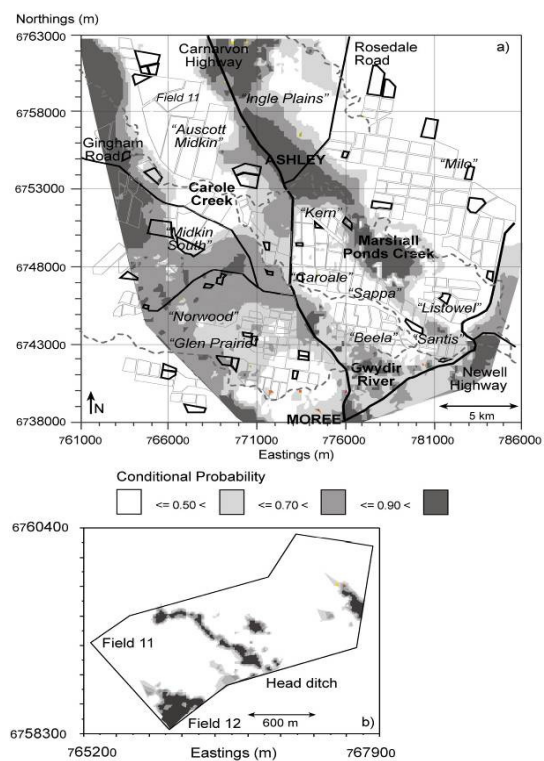 Northings (m)
6763000
6758000
6753000
6748000
6743000
6738000
Carnarvon
Highway
Rosedale
Road
a)
Field 11
"Ingle Plains"
"Auscott
Midkin"
Gingham
Road
ASHLEY
"Milo"
Carole
Creek
"Kern"
"Midkin
South"
Marshall
Ponds Creek
"Caroale"
"Sappa"
"Norwood"
"Listowel"
"Glen Prairie"
"Beela"
"Santis"
Gwydir
River
Newell
Highway
N
MOREE
5 km
761000 766000 771000 776000 781000 786000
Eastings (m)
Conditional Probability
<= 0.50 < <= 0.70 < <= 0.90 <
6760400
Field 11
Head ditch
Field 12
600 m
b)
6758300
765200 Eastings (m) 767900